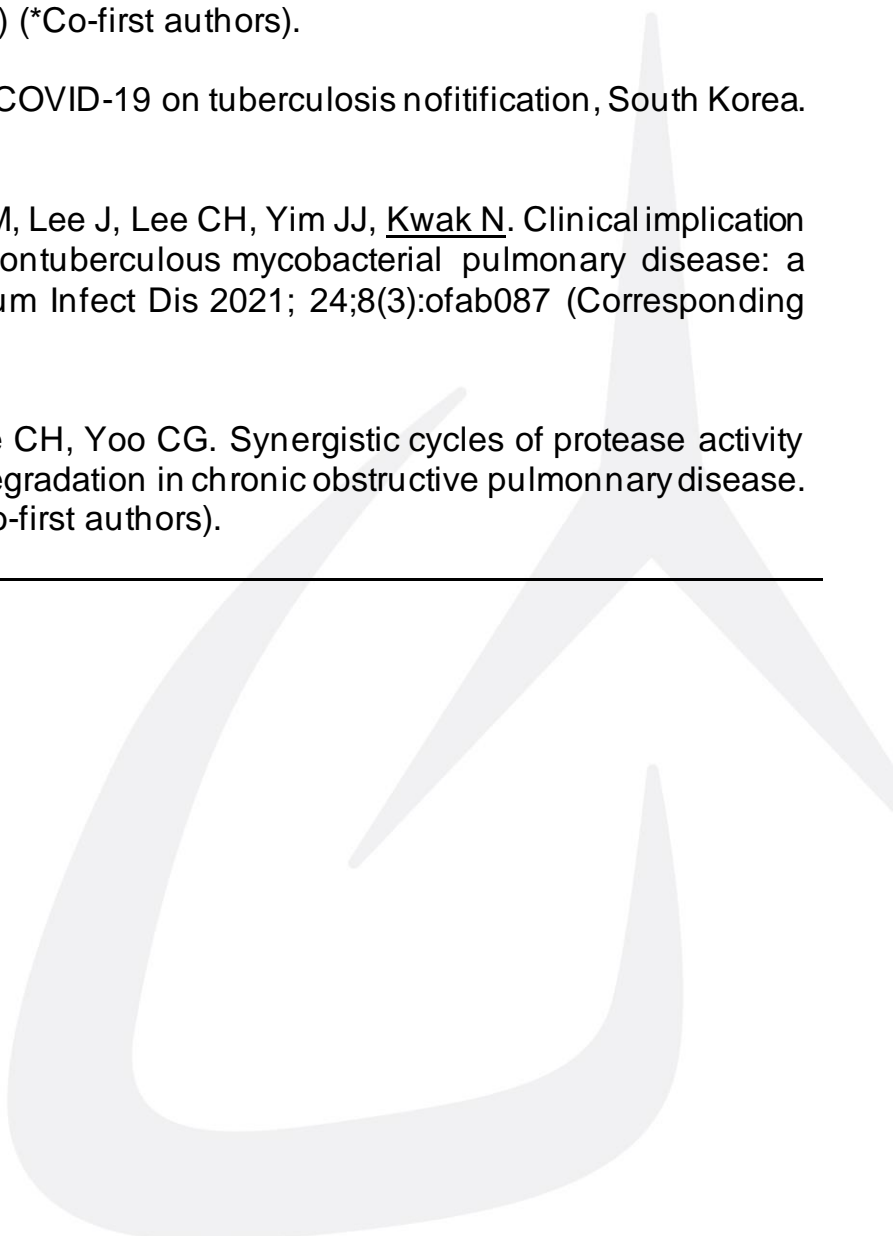 ) (*Co-first authors).
COVID-19 on tuberculosis nofitification, South Korea.
M, Lee J, Lee CH, Yim JJ, Kwak N. Clinical implication
ontuberculous mycobacterial pulmonary disease: a
um Infect Dis 2021; 24;8(3):ofab087 (Corresponding
e CH, Yoo CG. Synergistic cycles of protease activity
egradation in chronic obstructive pulmonnary disease.
o-first authors).